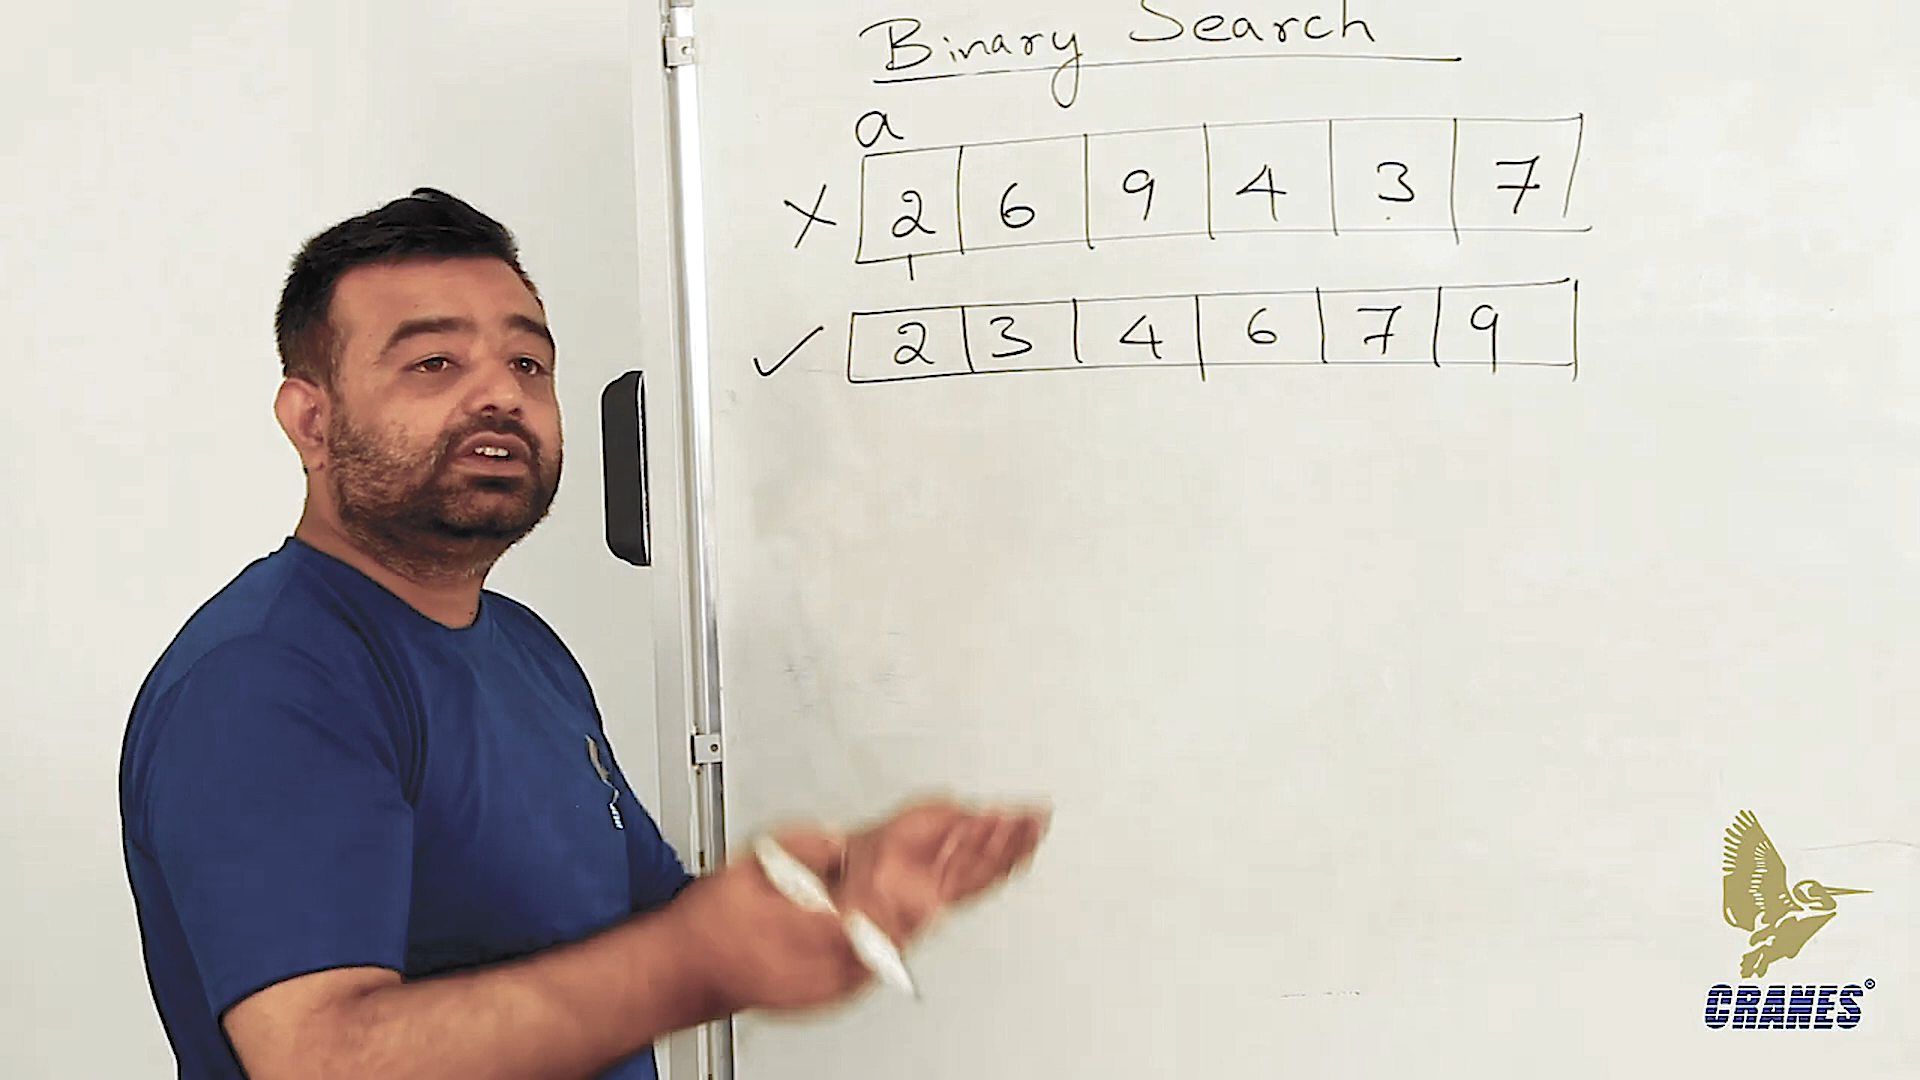 Binary Search
a
X 2 6 9 4 3 7
✓ 2 3 4 6 7 9
CRANES®